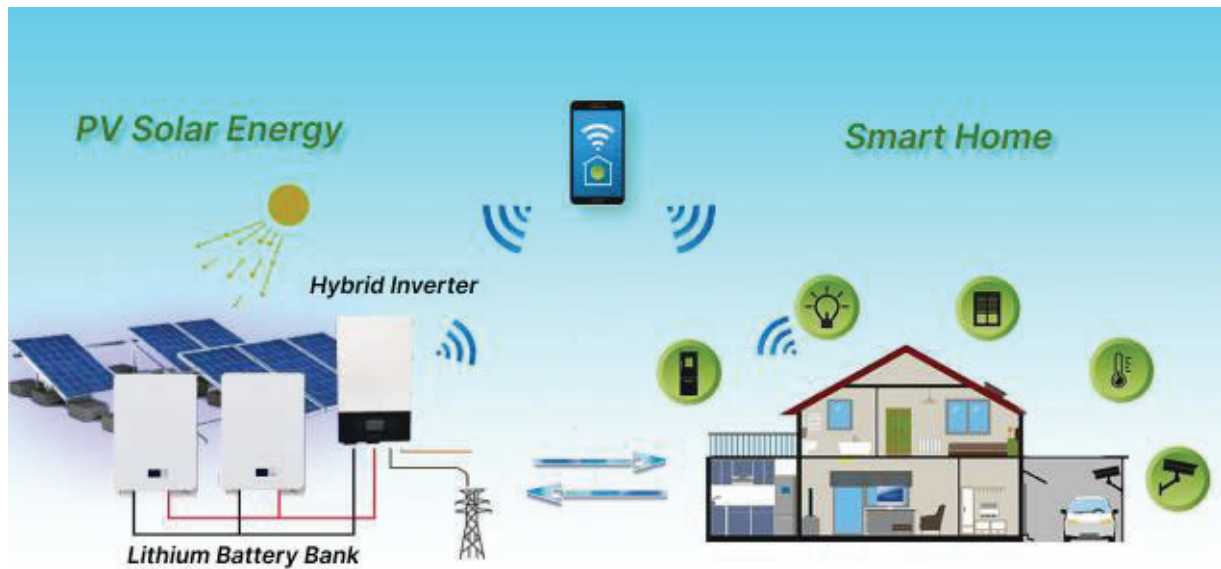 PV Solar Energy
Smart Home
Hybrid Inverter
Lithium Battery Bank